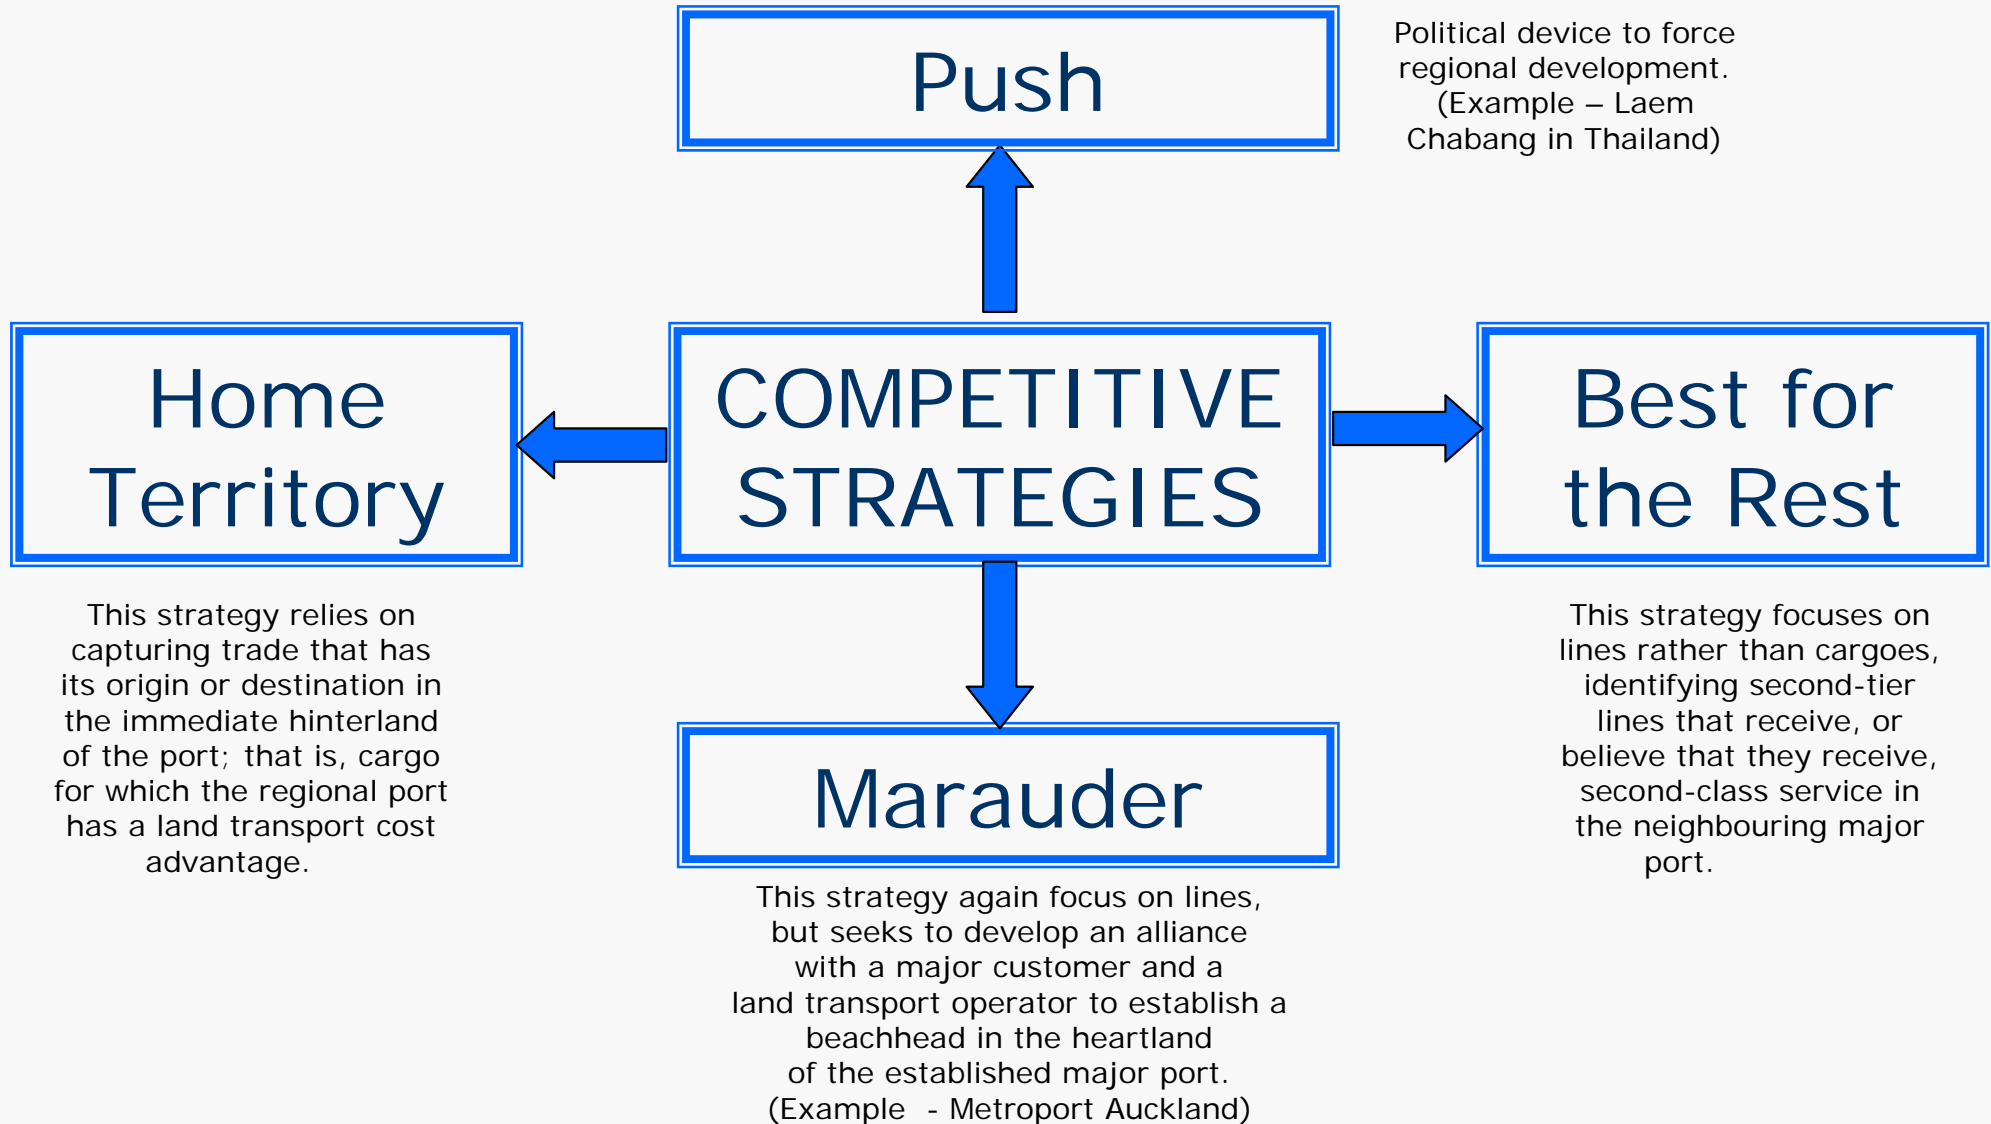 Push
Political device to force
regional development.
(Example – Laem
Chabang in Thailand)
Home
Territory
COMPETITIVE
STRATEGIES
Best for
the Rest
This strategy relies on
capturing trade that has
its origin or destination in
the immediate hinterland
of the port; that is, cargo
for which the regional port
has a land transport cost
advantage.
Marauder
This strategy again focus on lines,
but seeks to develop an alliance
with a major customer and a
land transport operator to establish a
beachhead in the heartland
of the established major port.
(Example - Metroport Auckland)
This strategy focuses on
lines rather than cargoes,
identifying second-tier
lines that receive, or
believe that they receive,
second-class service in
the neighbouring major
port.